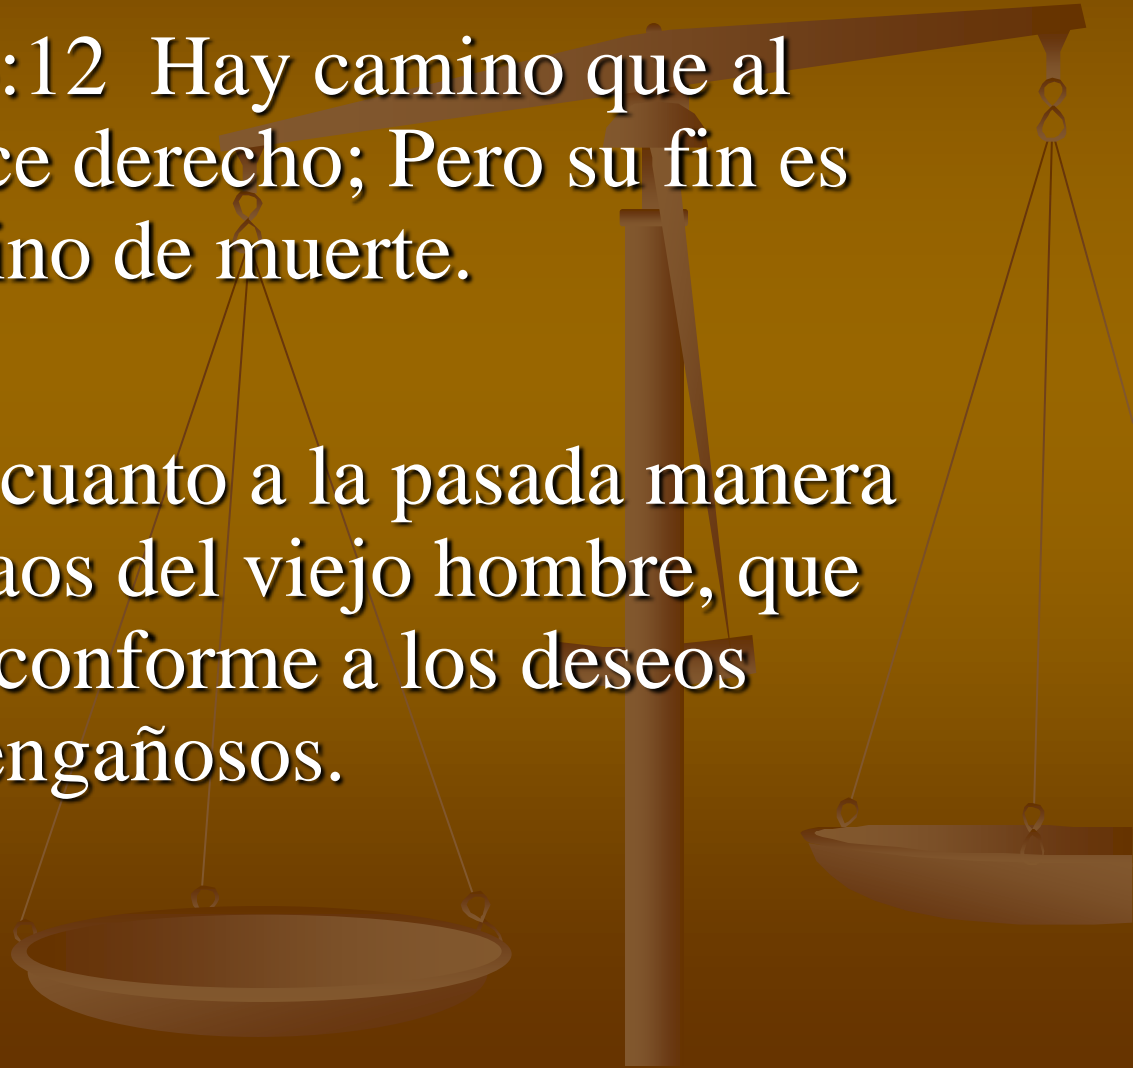 :12 Hay camino que al
ce derecho; Pero su fin es
ino de muerte.
cuanto a la pasada manera
aos del viejo hombre, que
conforme a los deseos
engañosos.